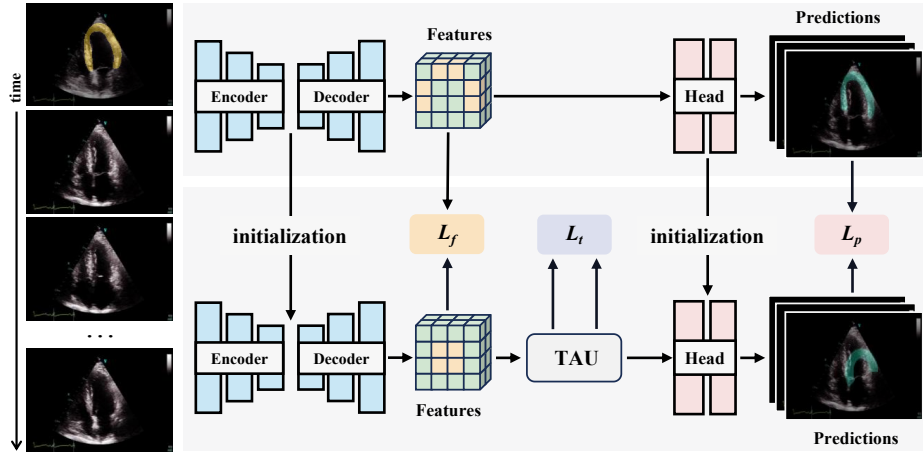 time
. . .
Encoder
Decoder
Features
Head
Predictions
initialization
L_f
L_t
initialization
L_p
Encoder
Decoder
Features
TAU
Head
Predictions